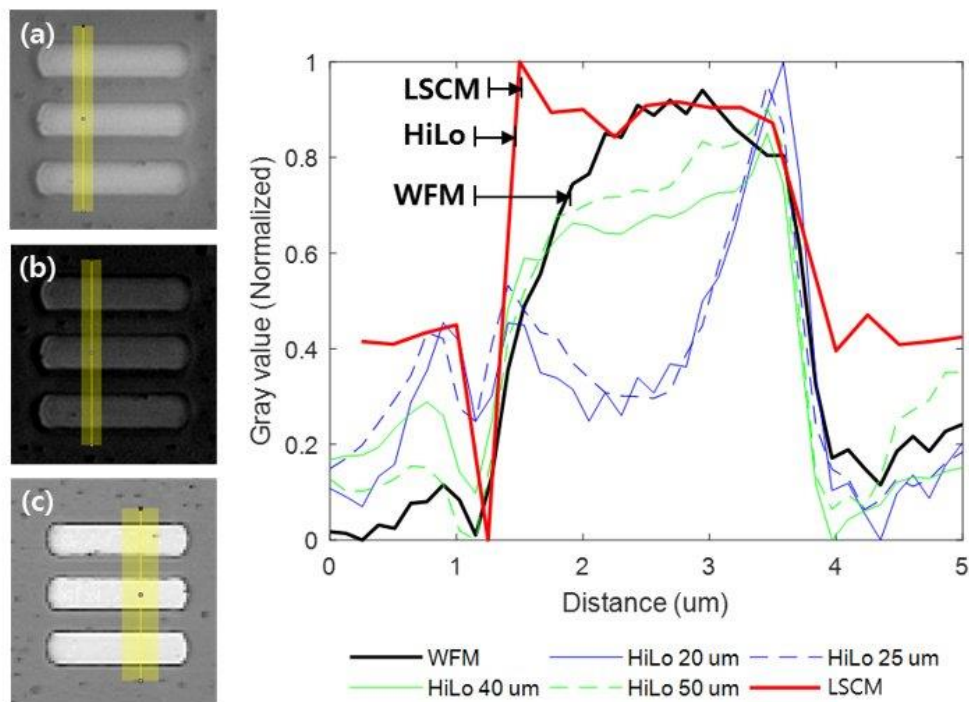 (a)
(b)
(c)
LSCM
HiLo
WFM
1
0.8
0.6
0.4
0.2
0
Gray value (Normalized)
0 1 2 3 4 5
Distance (um)
WFM HiLo 20 um HiLo 25 um
HiLo 40 um HiLo 50 um LSCM